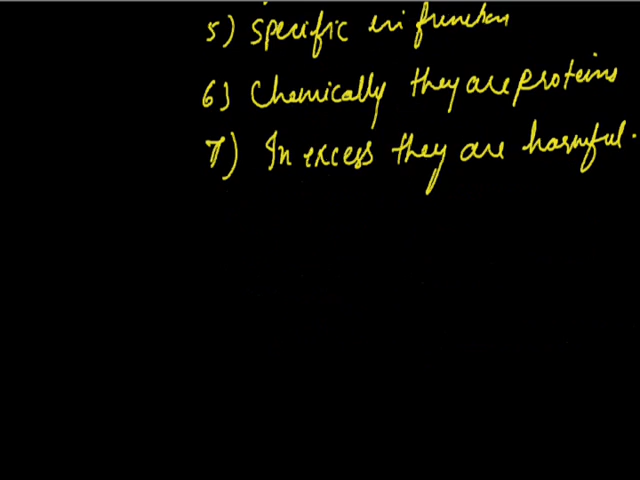 5) Specific in function
6) Chemically they are proteins
7) In excess they are harmful.